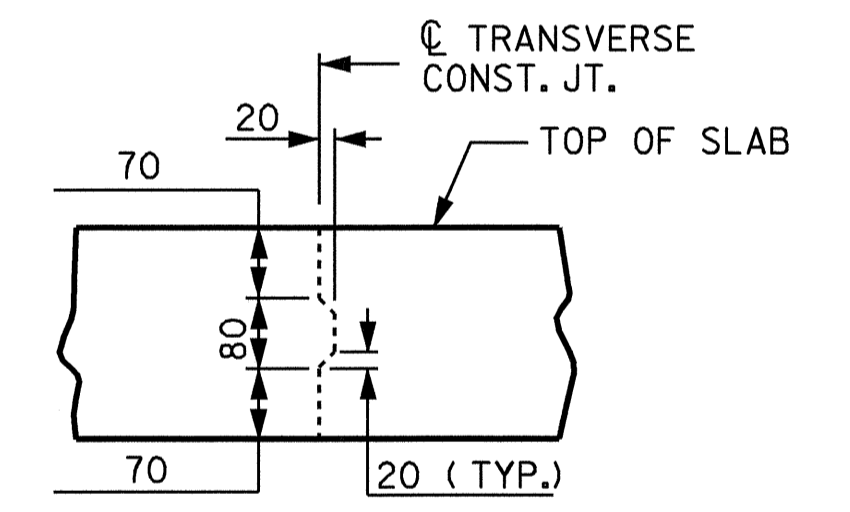 ℄ TRANSVERSE
CONST. JT.
20
TOP OF SLAB
70
80
70
20 (TYP.)